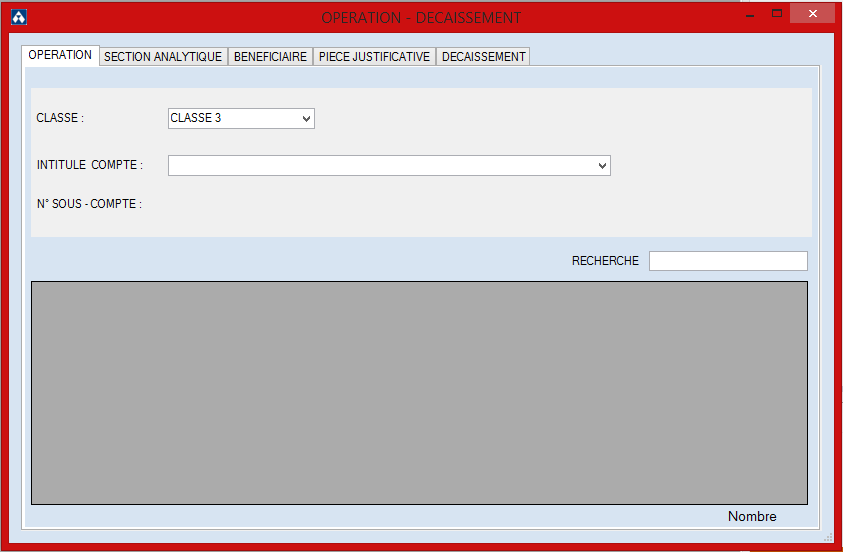 OPERATION - DECAISSEMENT
OPERATION SECTION ANALYTIQUE BENEFICIAIRE PIECE JUSTIFICATIVE DECAISSEMENT
CLASSE : CLASSE 3
INTITULE COMPTE :
N° SOUS - COMPTE :
RECHERCHE
Nombre